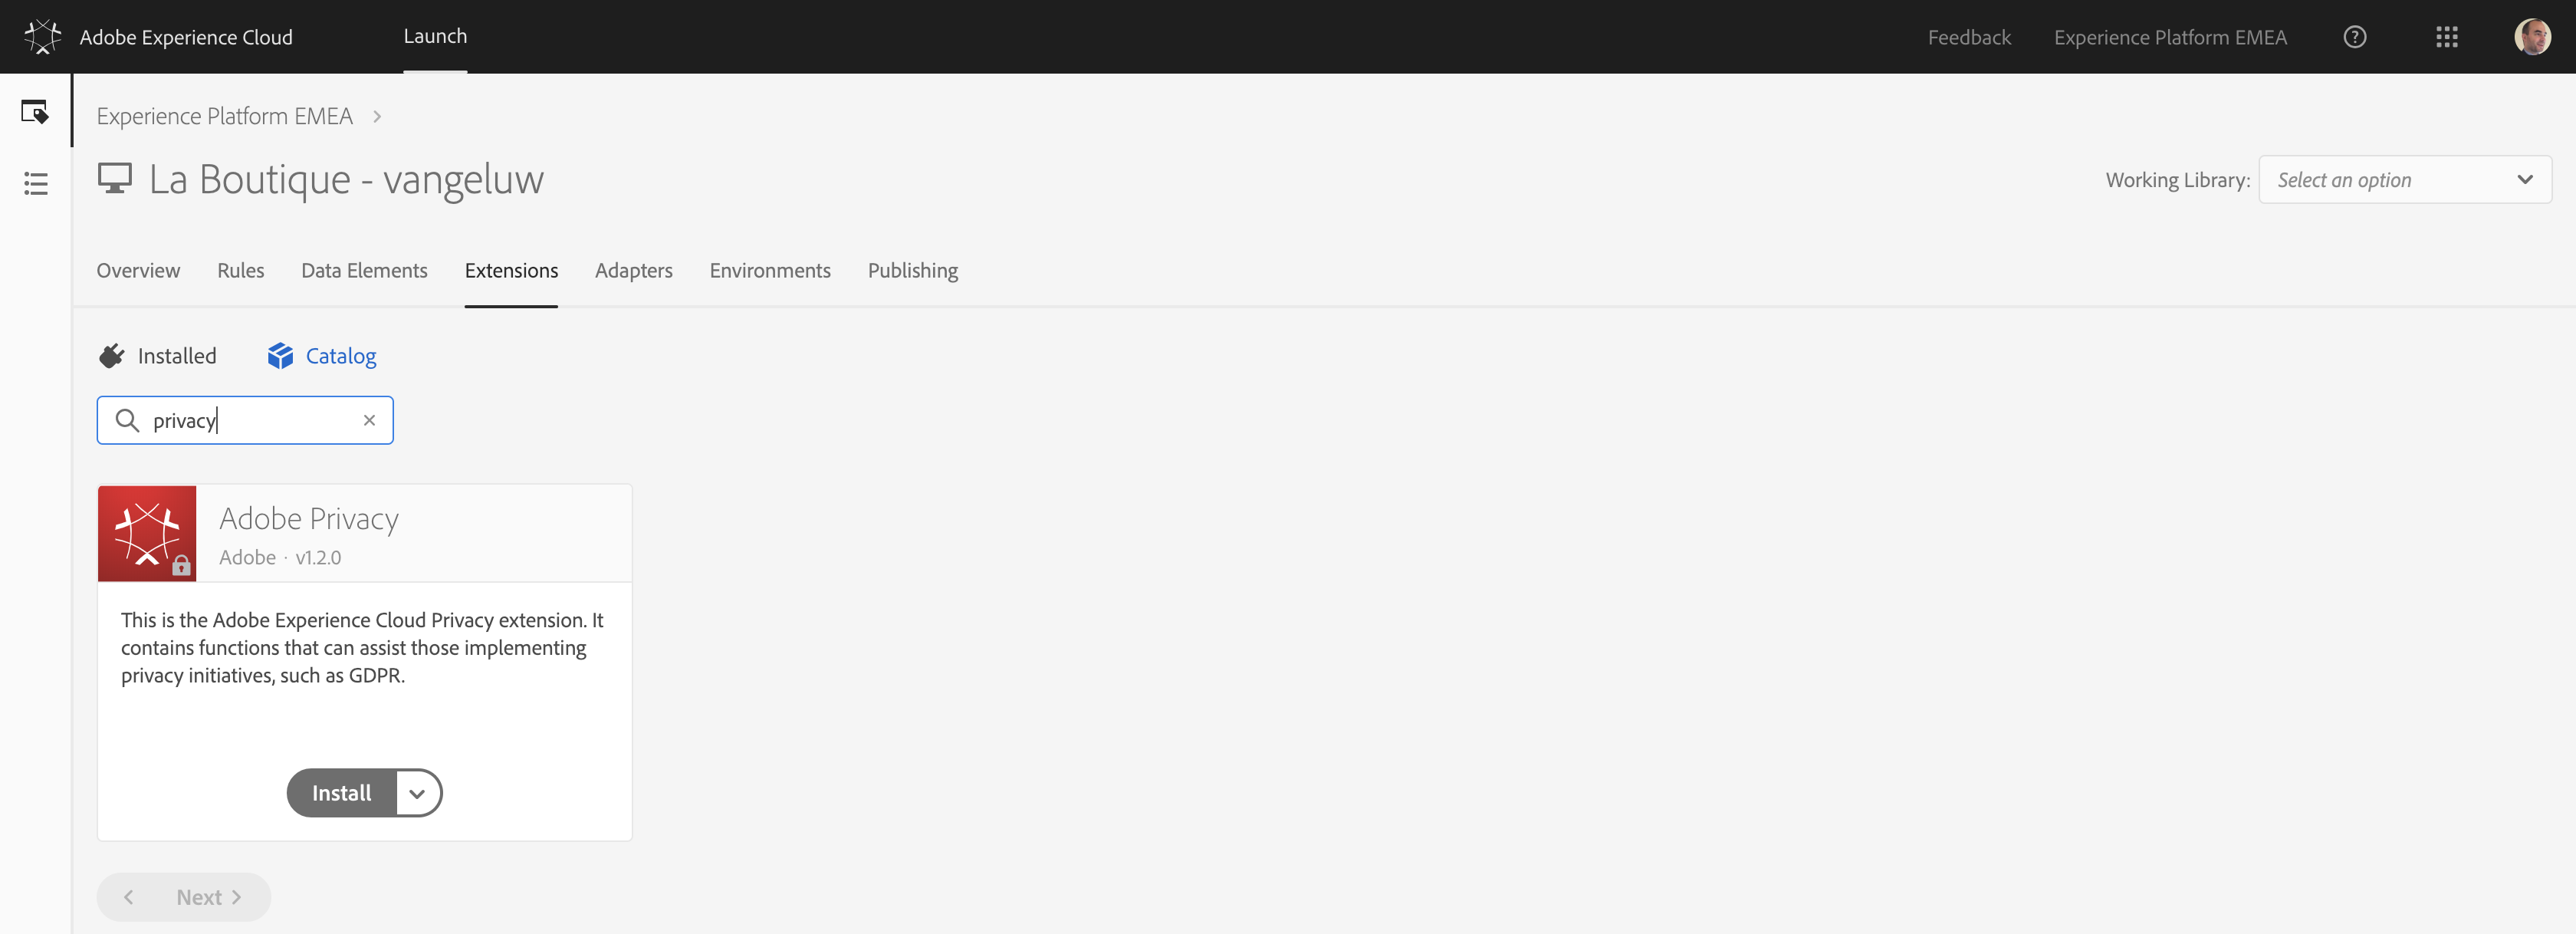 Adobe Experience Cloud
Launch
Feedback
Experience Platform EMEA
Experience Platform EMEA
La Boutique - vangeluw
Working Library:
Select an option
Overview
Rules
Data Elements
Extensions
Adapters
Environments
Publishing
Installed
Catalog
privacy
Adobe Privacy
Adobe · v1.2.0
This is the Adobe Experience Cloud Privacy extension. It
contains functions that can assist those implementing
privacy initiatives, such as GDPR.
Install
Next